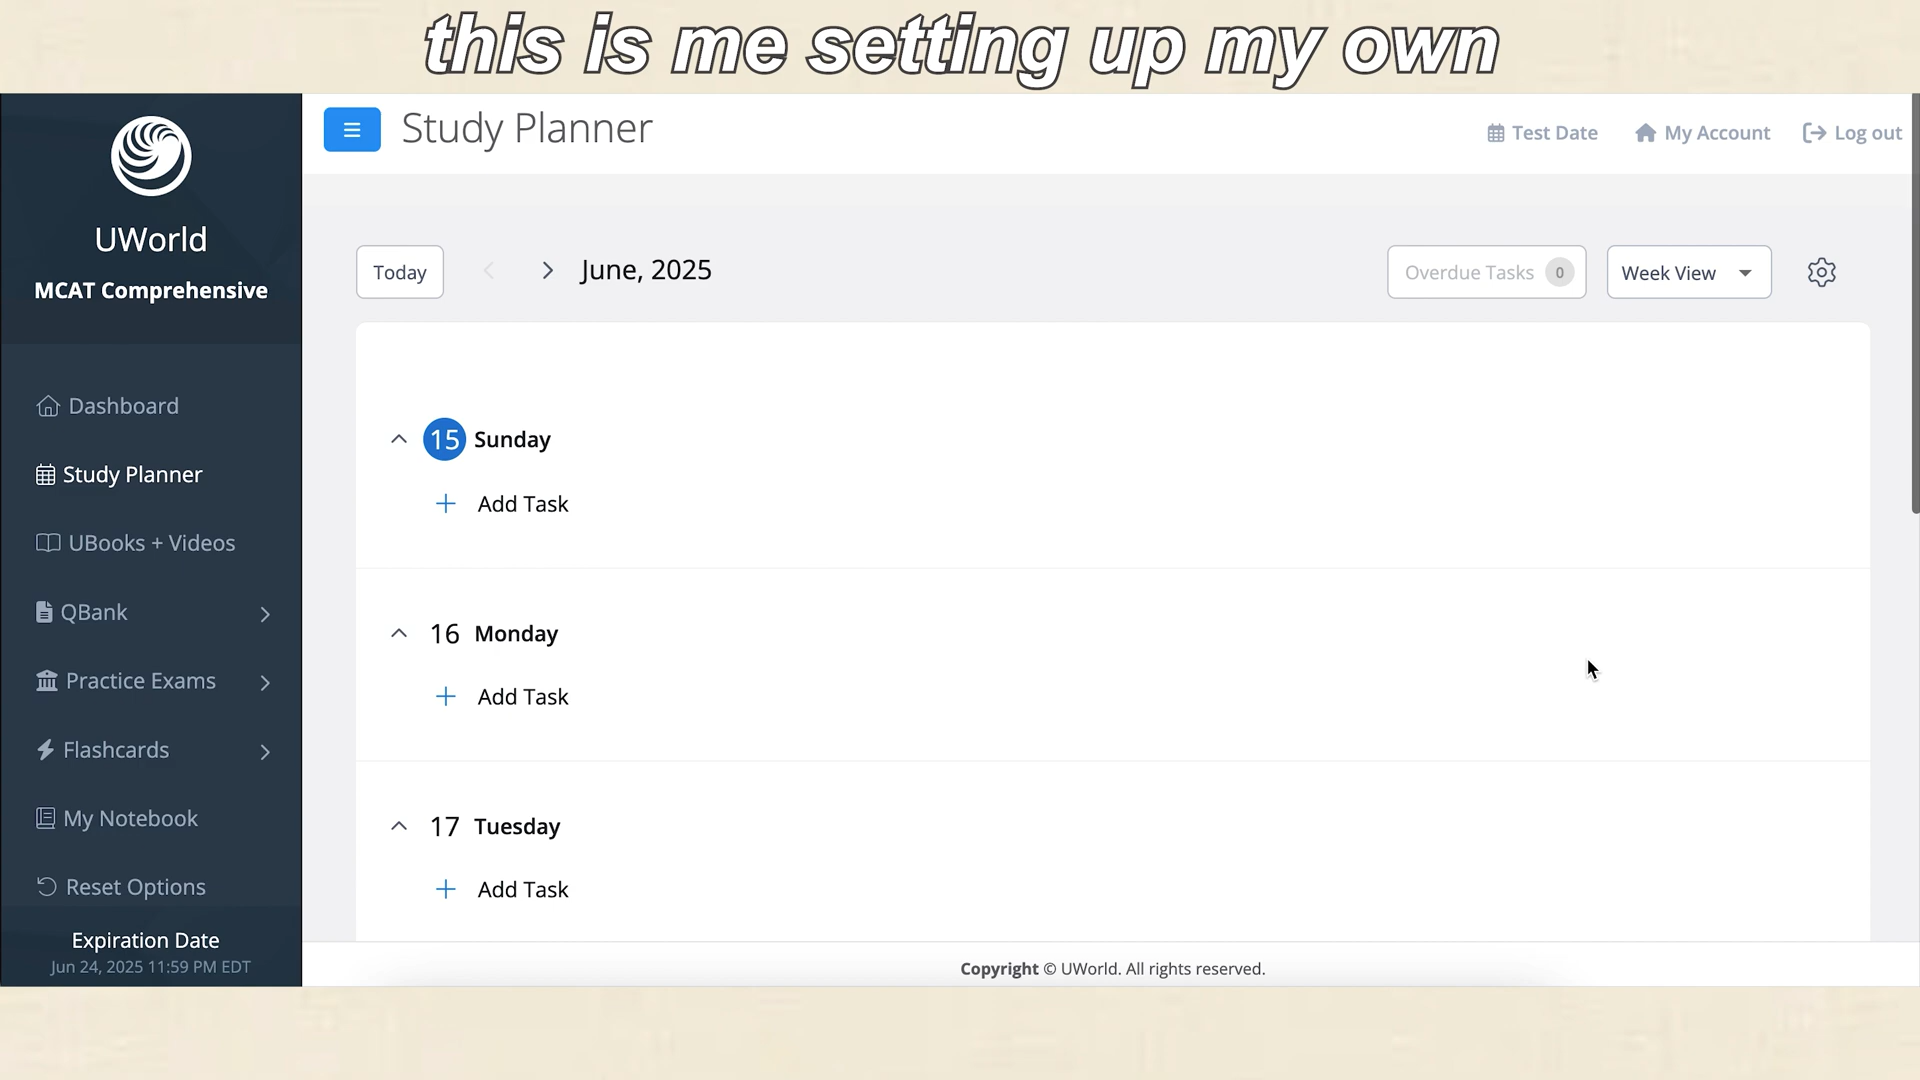 this is me setting up my own
UWorld
MCAT Comprehensive
Dashboard
Study Planner
UBooks + Videos
QBank
Practice Exams
Flashcards
My Notebook
Reset Options
Expiration Date
Jun 24, 2025 11:59 PM EDT
Study Planner
Test Date
My Account
Log out
Today
June, 2025
Overdue Tasks 0
Week View
15 Sunday
Add Task
16 Monday
Add Task
17 Tuesday
Add Task
Copyright © UWorld. All rights reserved.